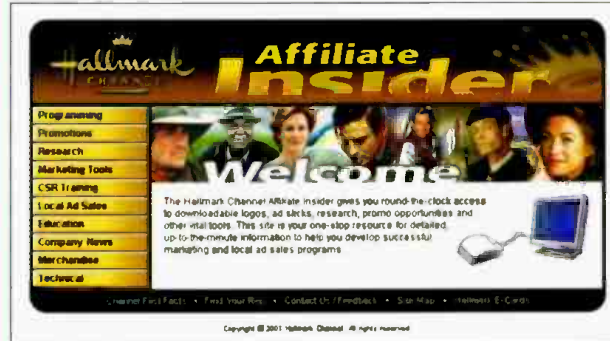 Hallmark
CHANNEL
Affiliate
Insider
Programming
Promotions
Research
Marketing Tools
CSR Training
Local Ad Sales
Education
Company News
Merchandise
Technical
Welcome
The Hallmark Channel Affiliate Insider gives you round-the-clock access
to downloadable logos, ad slicks, research, promo opportunities and
other vital tools. This site is your one-stop resource for detailed,
up-to-the-minute information to help you develop successful
marketing and local ad sales programs.
Channel Fast Facts • Find Your Rep • Contact Us / Feedback • Site Map • Hallmark E-Cards
Copyright © 2001 Hallmark Channel. All rights reserved